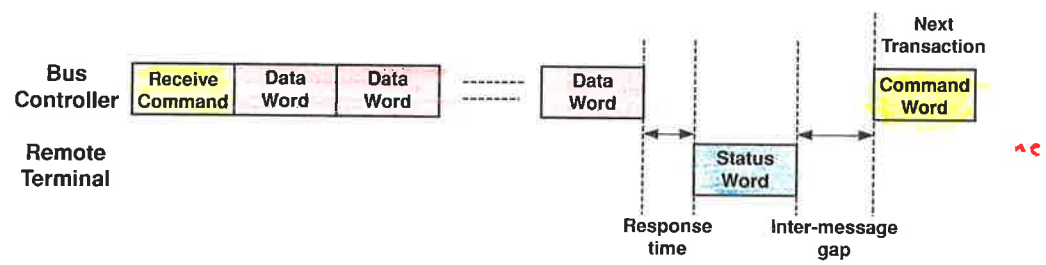 Next
Transaction
Bus
Controller
Receive
Command
Data
Word
Data
Word
Data
Word
Command
Word
Remote
Terminal
Status
Word
Response
time
Inter-message
gap